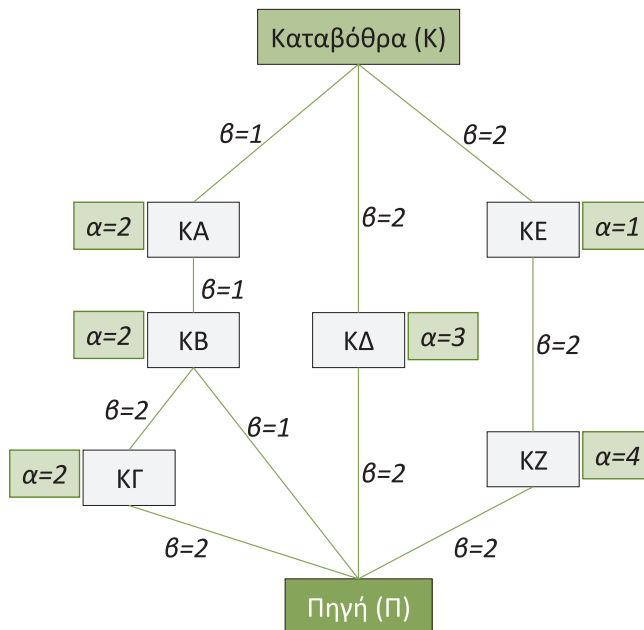 Καταβόθρα (Κ)
β=1
β=2
α=2
ΚΑ
β=2
ΚΕ
α=1
β=1
α=2
ΚΒ
ΚΔ
α=3
β=2
β=2
β=1
α=2
ΚΓ
β=2
ΚΖ
α=4
β=2
β=2
Πηγή (Π)